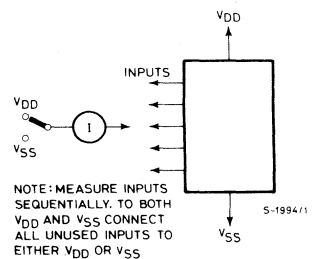 VDD
INPUTS
VDD
I
VSS
NOTE: MEASURE INPUTS
SEQUENTIALLY. TO BOTH
VDD AND VSS CONNECT
ALL UNUSED INPUTS TO
EITHER VDD OR VSS
S-1994/1
VSS